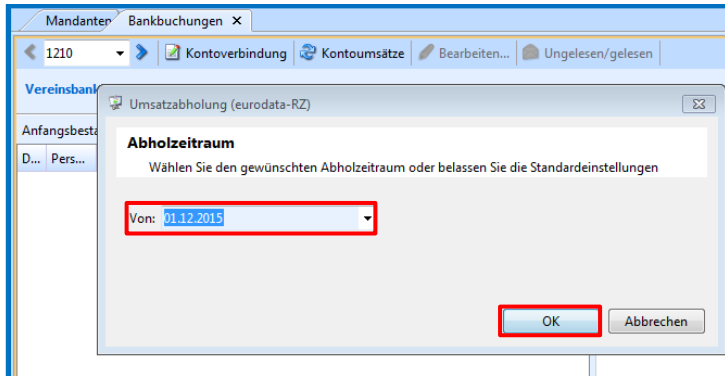 Mandanten Bankbuchungen X
1210 Kontoverbindung Kontoumsätze Bearbeiten... Ungelesen/gelesen
Vereinsbank
Umsatzabholung (eurodata-RZ)
Anfangsbesta
Abholzeitraum
D... Pers...
Wählen Sie den gewünschten Abholzeitraum oder belassen Sie die Standardeinstellungen
Von: 01.12.2015
OK Abbrechen